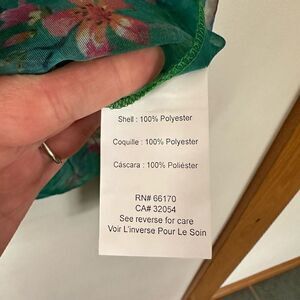 Shell : 100% Polyester
Coquille : 100% Polyester
Cáscara : 100% Poliéster
RN# 66170
CA# 32054
See reverse for care
Voir L'inverse Pour Le Soin